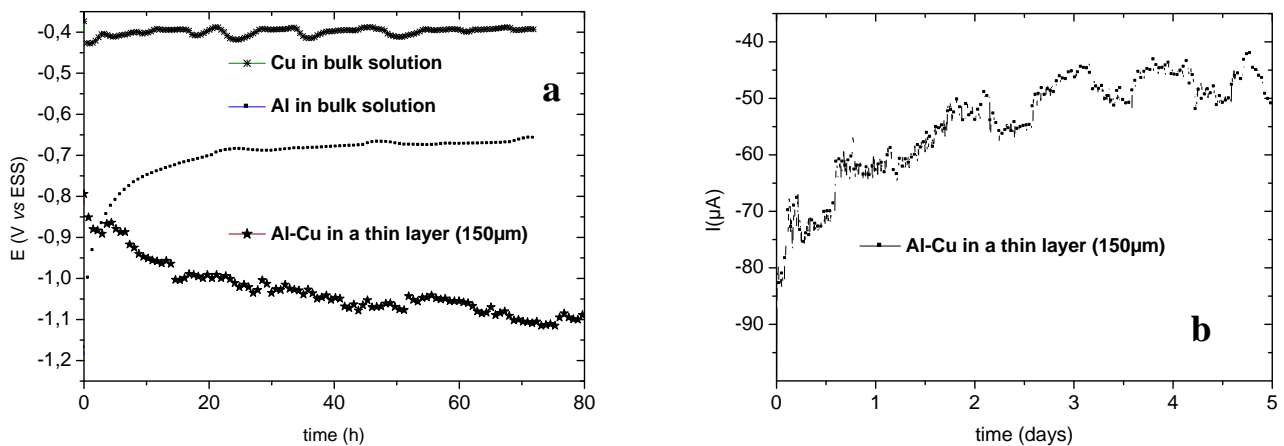 -0,4
-0,5
-0,6
-0,7
-0,8
-0,9
-1,0
-1,1
-1,2
E (V vs ESS)
Cu in bulk solution
a
Al in bulk solution
Al-Cu in a thin layer (150µm)
0 20 40 60 80
time (h)
-40
-50
-60
-70
-80
-90
I(µA)
Al-Cu in a thin layer (150µm)
b
0 1 2 3 4 5
time (days)